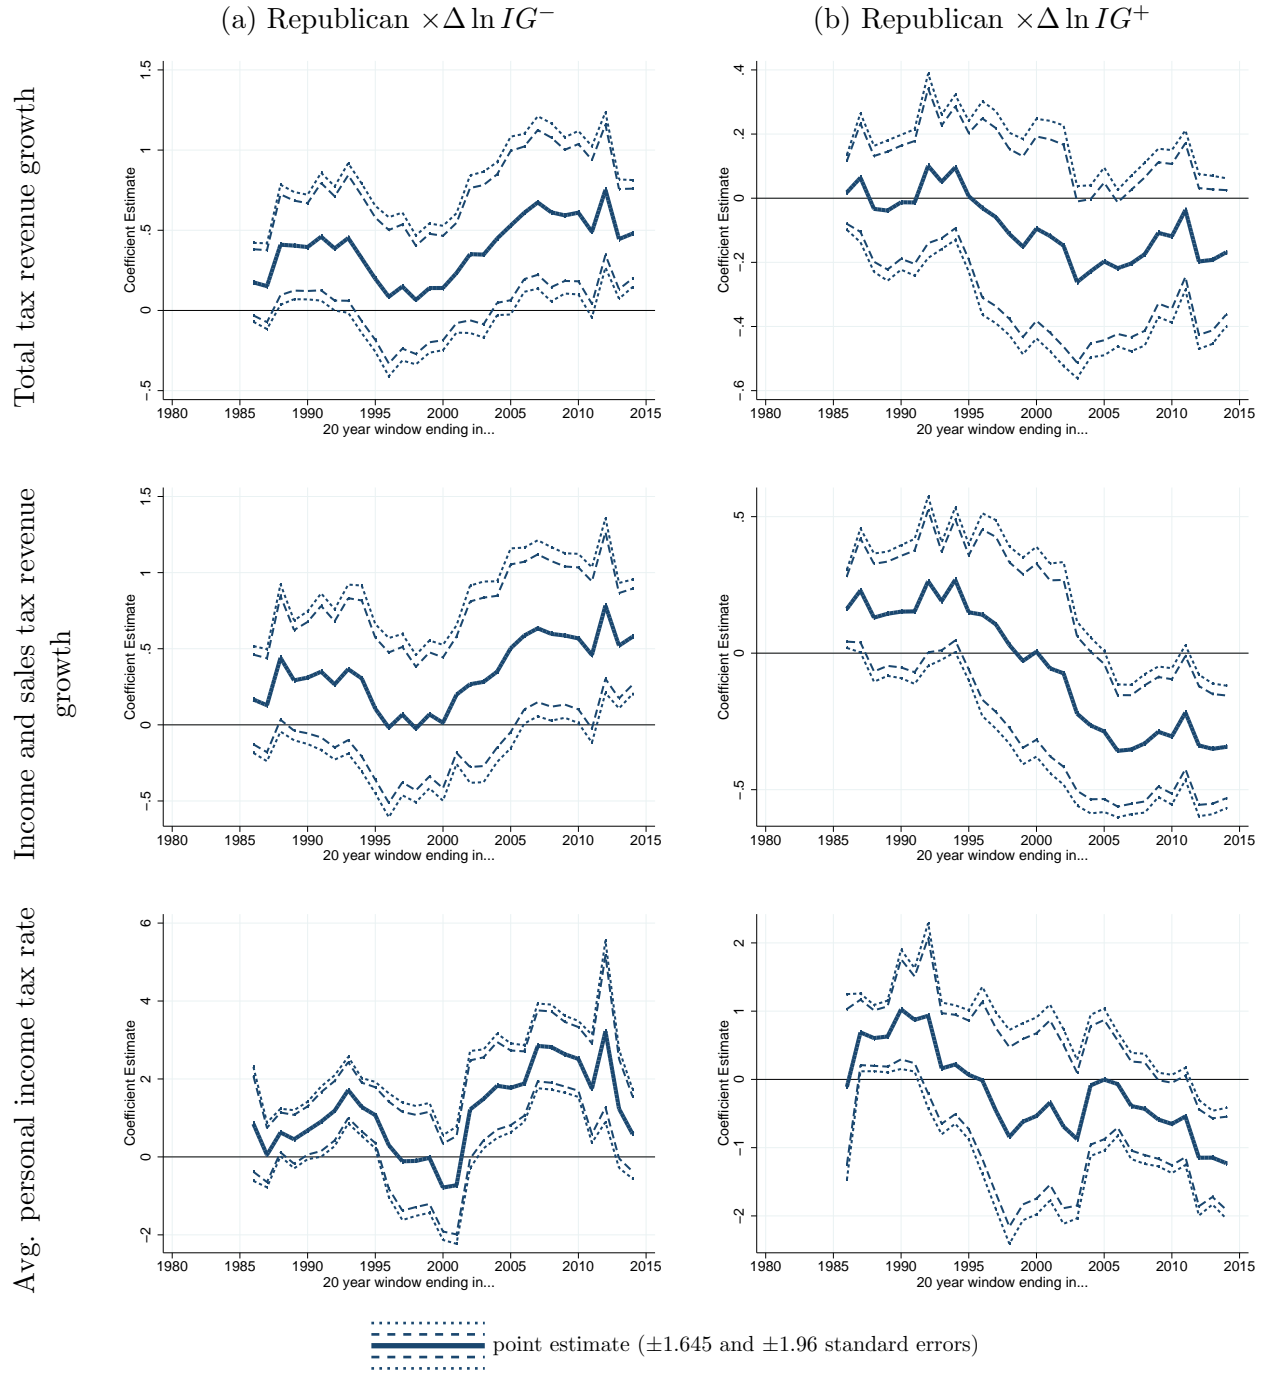 (a) Republican ×Δ ln IG⁻
(b) Republican ×Δ ln IG⁺
Total tax revenue growth
Coefficient Estimate
1.5
1
.5
0
-.5
1980 1985 1990 1995 2000 2005 2010 2015
20 year window ending in...
Coefficient Estimate
.4
.2
0
-.2
-.4
-.6
1980 1985 1990 1995 2000 2005 2010 2015
20 year window ending in...
Income and sales tax revenue
growth
Coefficient Estimate
1.5
1
.5
0
-.5
1980 1985 1990 1995 2000 2005 2010 2015
20 year window ending in...
Coefficient Estimate
.5
0
-.5
1980 1985 1990 1995 2000 2005 2010 2015
20 year window ending in...
Avg. personal income tax rate
Coefficient Estimate
6
4
2
0
-2
1980 1985 1990 1995 2000 2005 2010 2015
20 year window ending in...
Coefficient Estimate
2
1
0
-1
-2
1980 1985 1990 1995 2000 2005 2010 2015
20 year window ending in...
point estimate (±1.645 and ±1.96 standard errors)